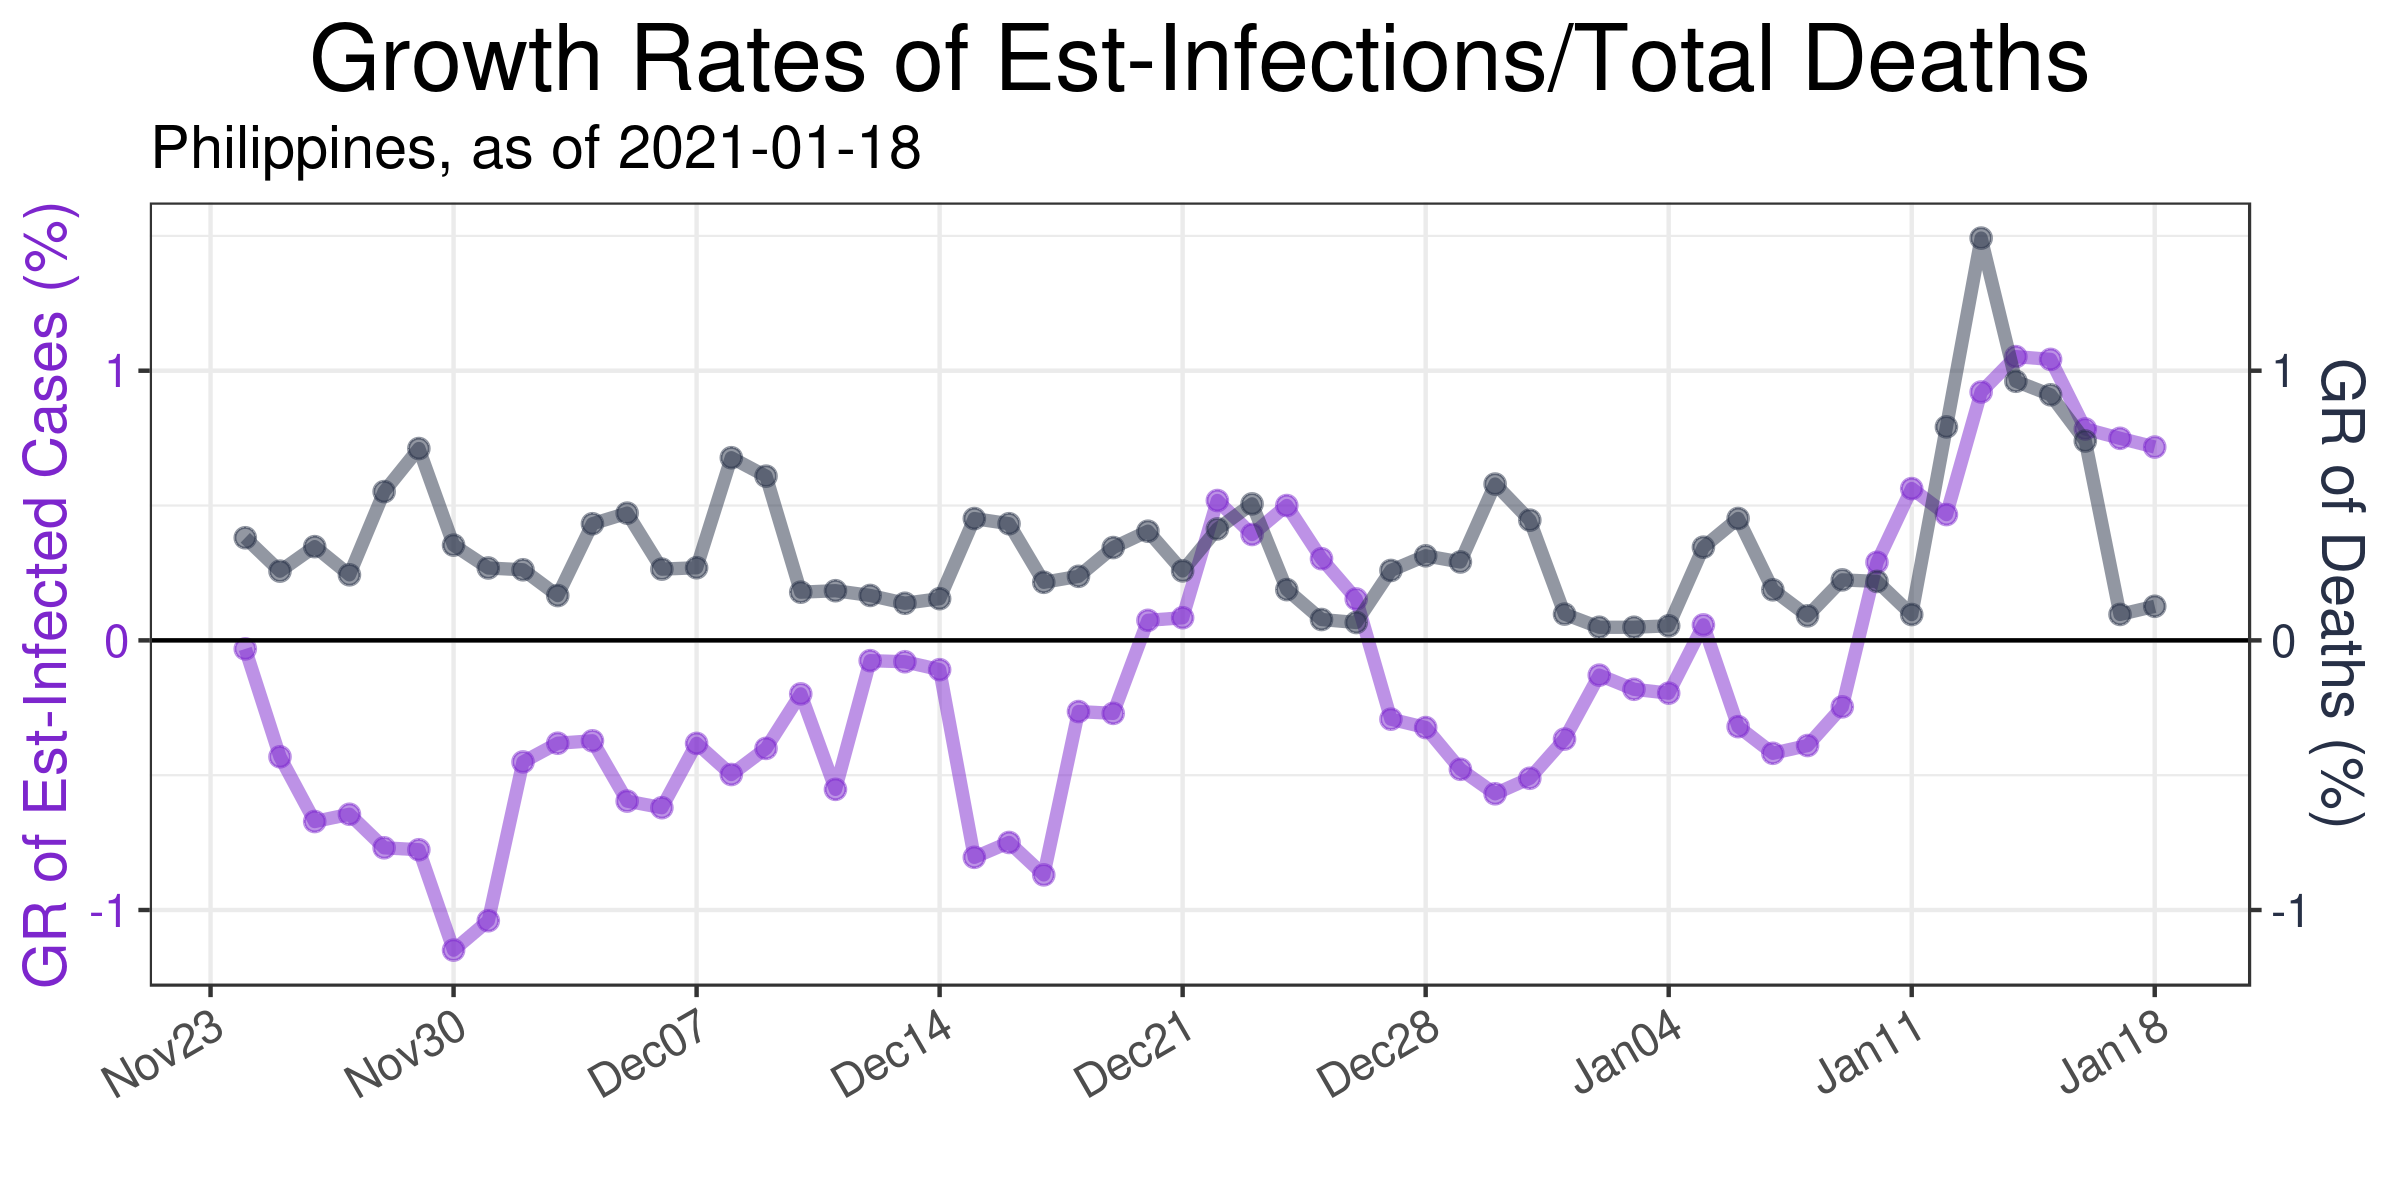 Growth Rates of Est-Infections/Total Deaths
Philippines, as of 2021-01-18
GR of Est-Infected Cases (%)
1
0
-1
1
0
-1
GR of Deaths (%)
Nov23
Nov30
Dec07
Dec14
Dec21
Dec28
Jan04
Jan11
Jan18